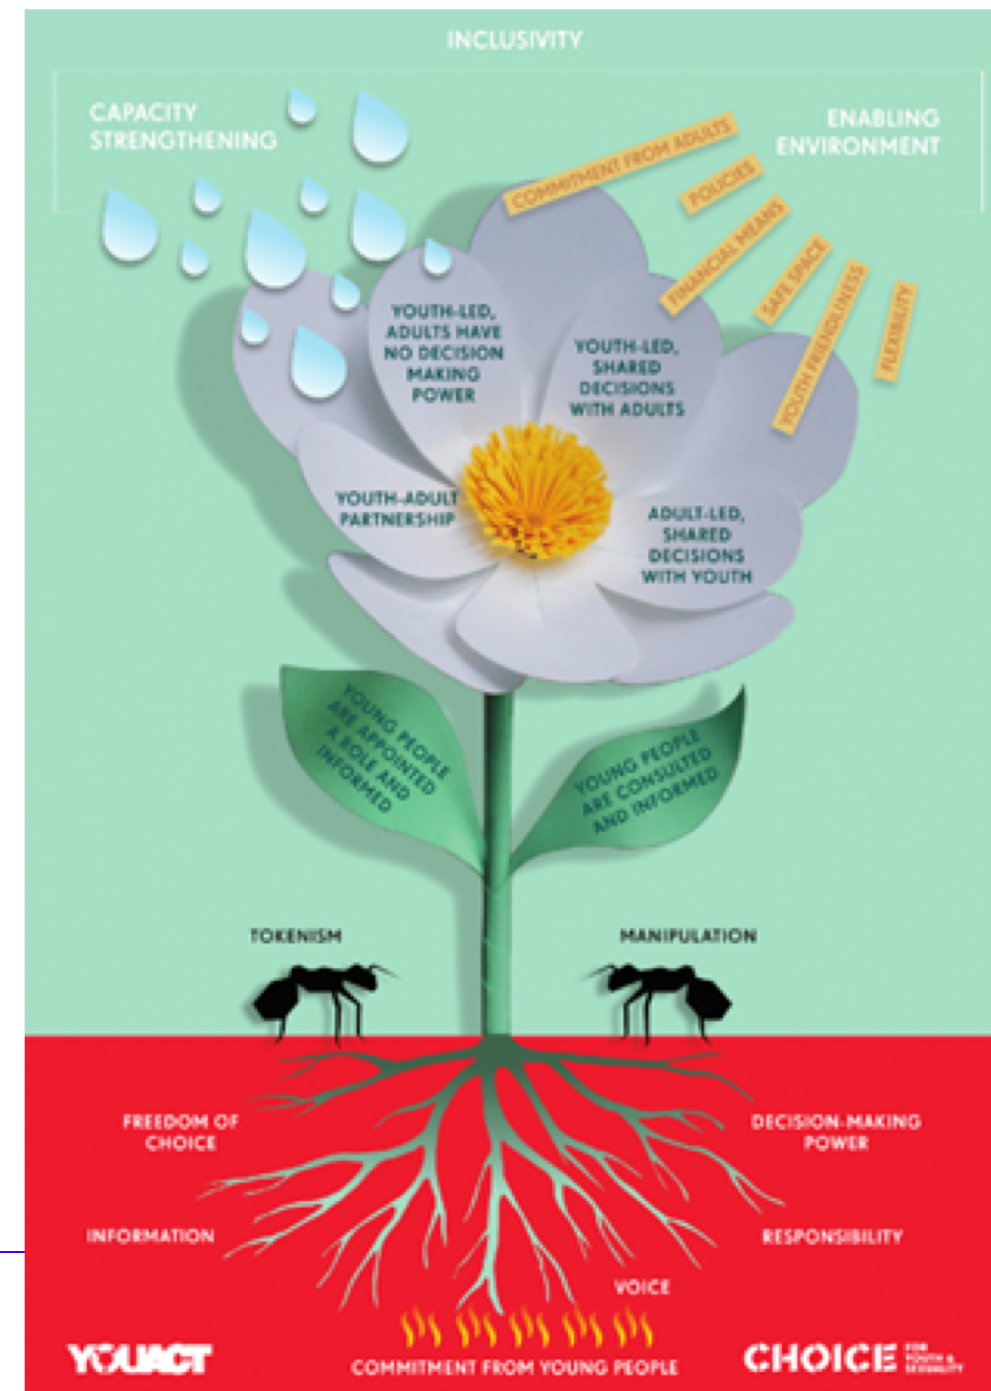 INCLUSIVITY
CAPACITY
STRENGTHENING
ENABLING
ENVIRONMENT
COMMITMENT FROM ADULTS
POLICIES
FINANCIAL MEANS
SAFE SPACE
YOUTH FRIENDLINESS
FLEXIBILITY
YOUTH-LED,
ADULTS HAVE
NO DECISION
MAKING
POWER
YOUTH-LED,
SHARED
DECISIONS
WITH ADULTS
YOUTH-ADULT
PARTNERSHIP
ADULT-LED,
SHARED
DECISIONS
WITH YOUTH
YOUNG PEOPLE
ARE APPOINTED
A ROLE AND
INFORMED
YOUNG PEOPLE
ARE CONSULTED
AND INFORMED
TOKENISM
MANIPULATION
FREEDOM OF
CHOICE
DECISION-MAKING
POWER
INFORMATION
RESPONSIBILITY
VOICE
COMMITMENT FROM YOUNG PEOPLE
YOUACT
CHOICE
FOR
YOUTH &
SEXUALITY